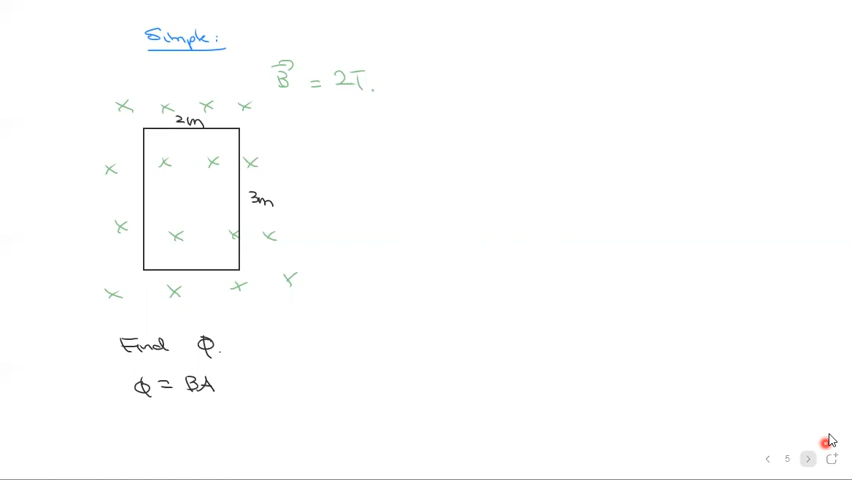 Simple:
B⃗ = 2T.
2m
3m
Find Φ.
Φ = BA
5